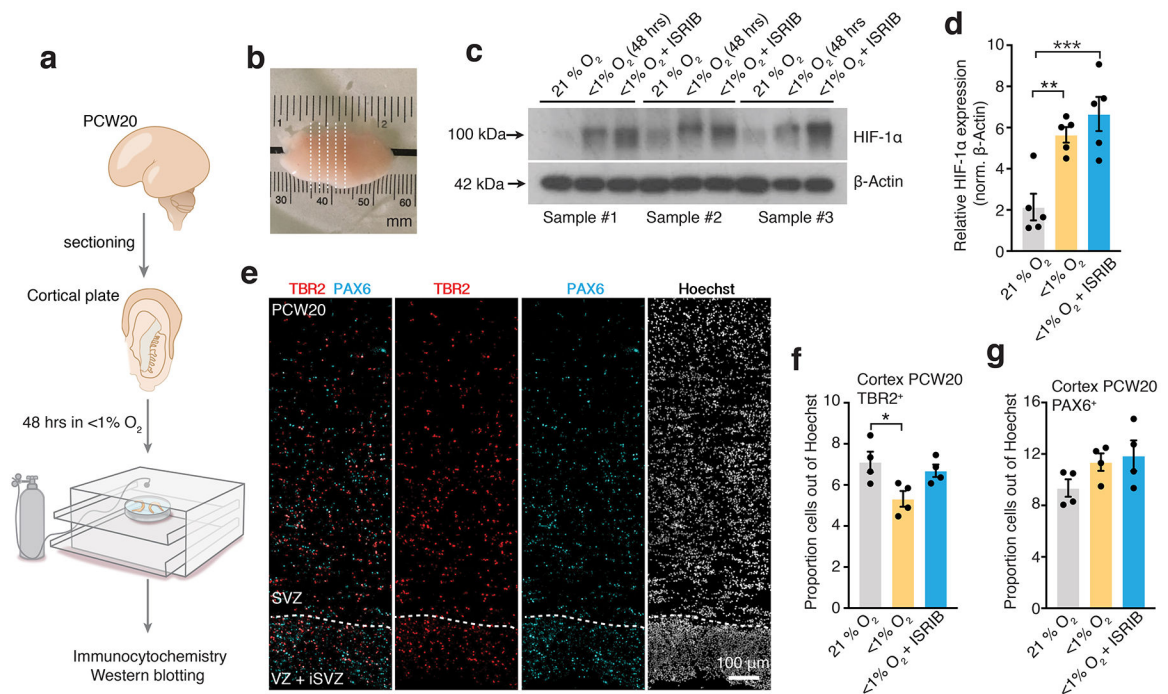 a
PCW20
sectioning
Cortical plate
48 hrs in <1% O2
Immunocytochemistry
Western blotting
b
1 2
30 40 50 60
mm
c
21 % O2
<1% O2 (48 hrs)
<1% O2 + ISRIB
21 % O2
<1% O2 (48 hrs)
<1% O2 + ISRIB
21 % O2
<1% O2 (48 hrs
<1% O2 + ISRIB
100 kDa
HIF-1α
42 kDa
β-Actin
Sample #1 Sample #2 Sample #3
d
Relative HIF-1α expression
(norm. β-Actin)
10
8
6
4
2
0
***
**
21 % O2
<1% O2
<1% O2 + ISRIB
e
TBR2 PAX6 TBR2 PAX6 Hoechst
PCW20
SVZ
VZ + iSVZ
100 μm
f
Cortex PCW20
TBR2+
Proportion cells out of Hoechst
10
8
6
4
2
0
*
21 % O2
<1% O2
<1% O2 + ISRIB
g
Cortex PCW20
PAX6+
Proportion cells out of Hoechst
16
12
8
4
0
21 % O2
<1% O2
<1% O2 + ISRIB